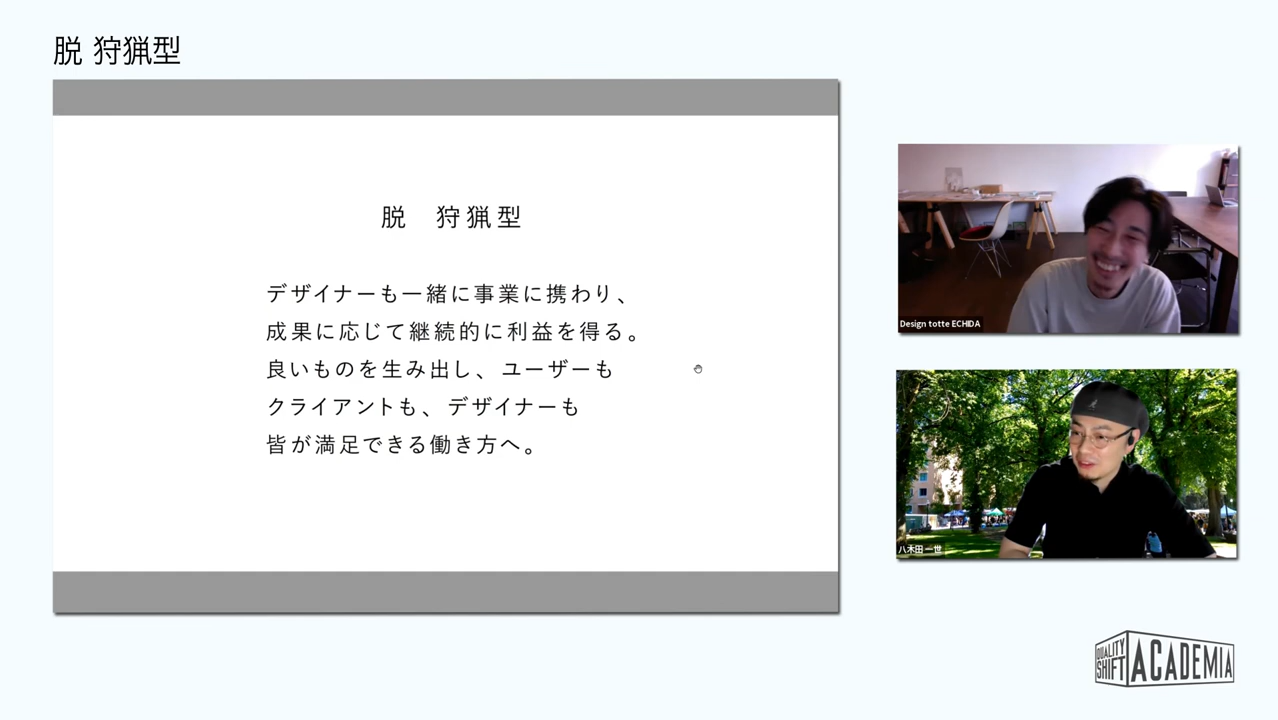 脱 狩猟型
脱 狩猟型
デザイナーも一緒に事業に携わり、
成果に応じて継続的に利益を得る。
良いものを生み出し、ユーザーも
クライアントも、デザイナーも
皆が満足できる働き方へ。
Design totte ECHIDA
八木田 一世
QUALITY
SHIFT
ACADEMIA